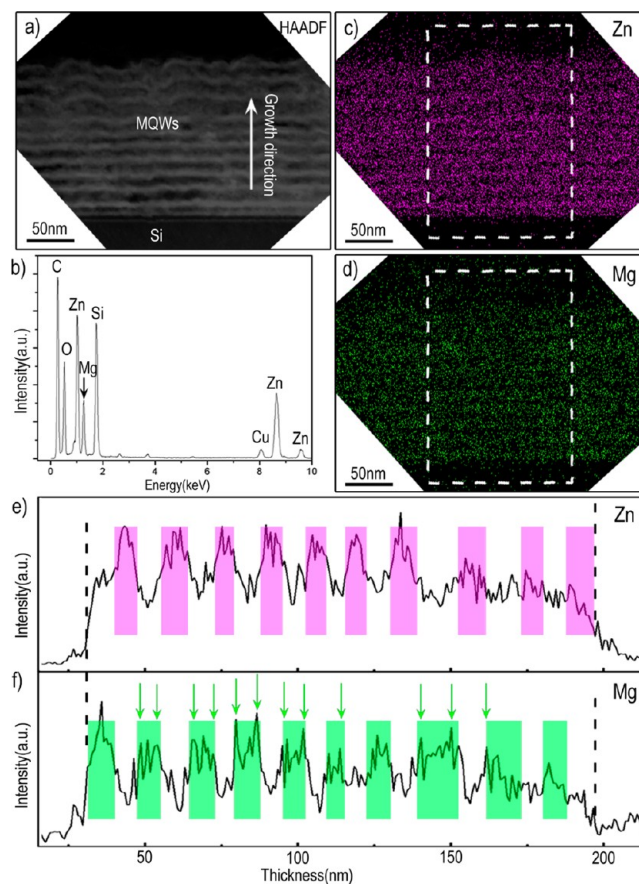 a)
HAADF
MQWs
Growth direction
50nm
Si
c)
Zn
50nm
b)
C
O
Zn
Mg
Si
Cu
Zn
Zn
Intensity(a.u.)
0 2 4 6 8 10
Energy(keV)
d)
Mg
50nm
e)
Zn
Intensity(a.u.)
f)
Mg
Intensity(a.u.)
50 100 150 200
Thickness(nm)